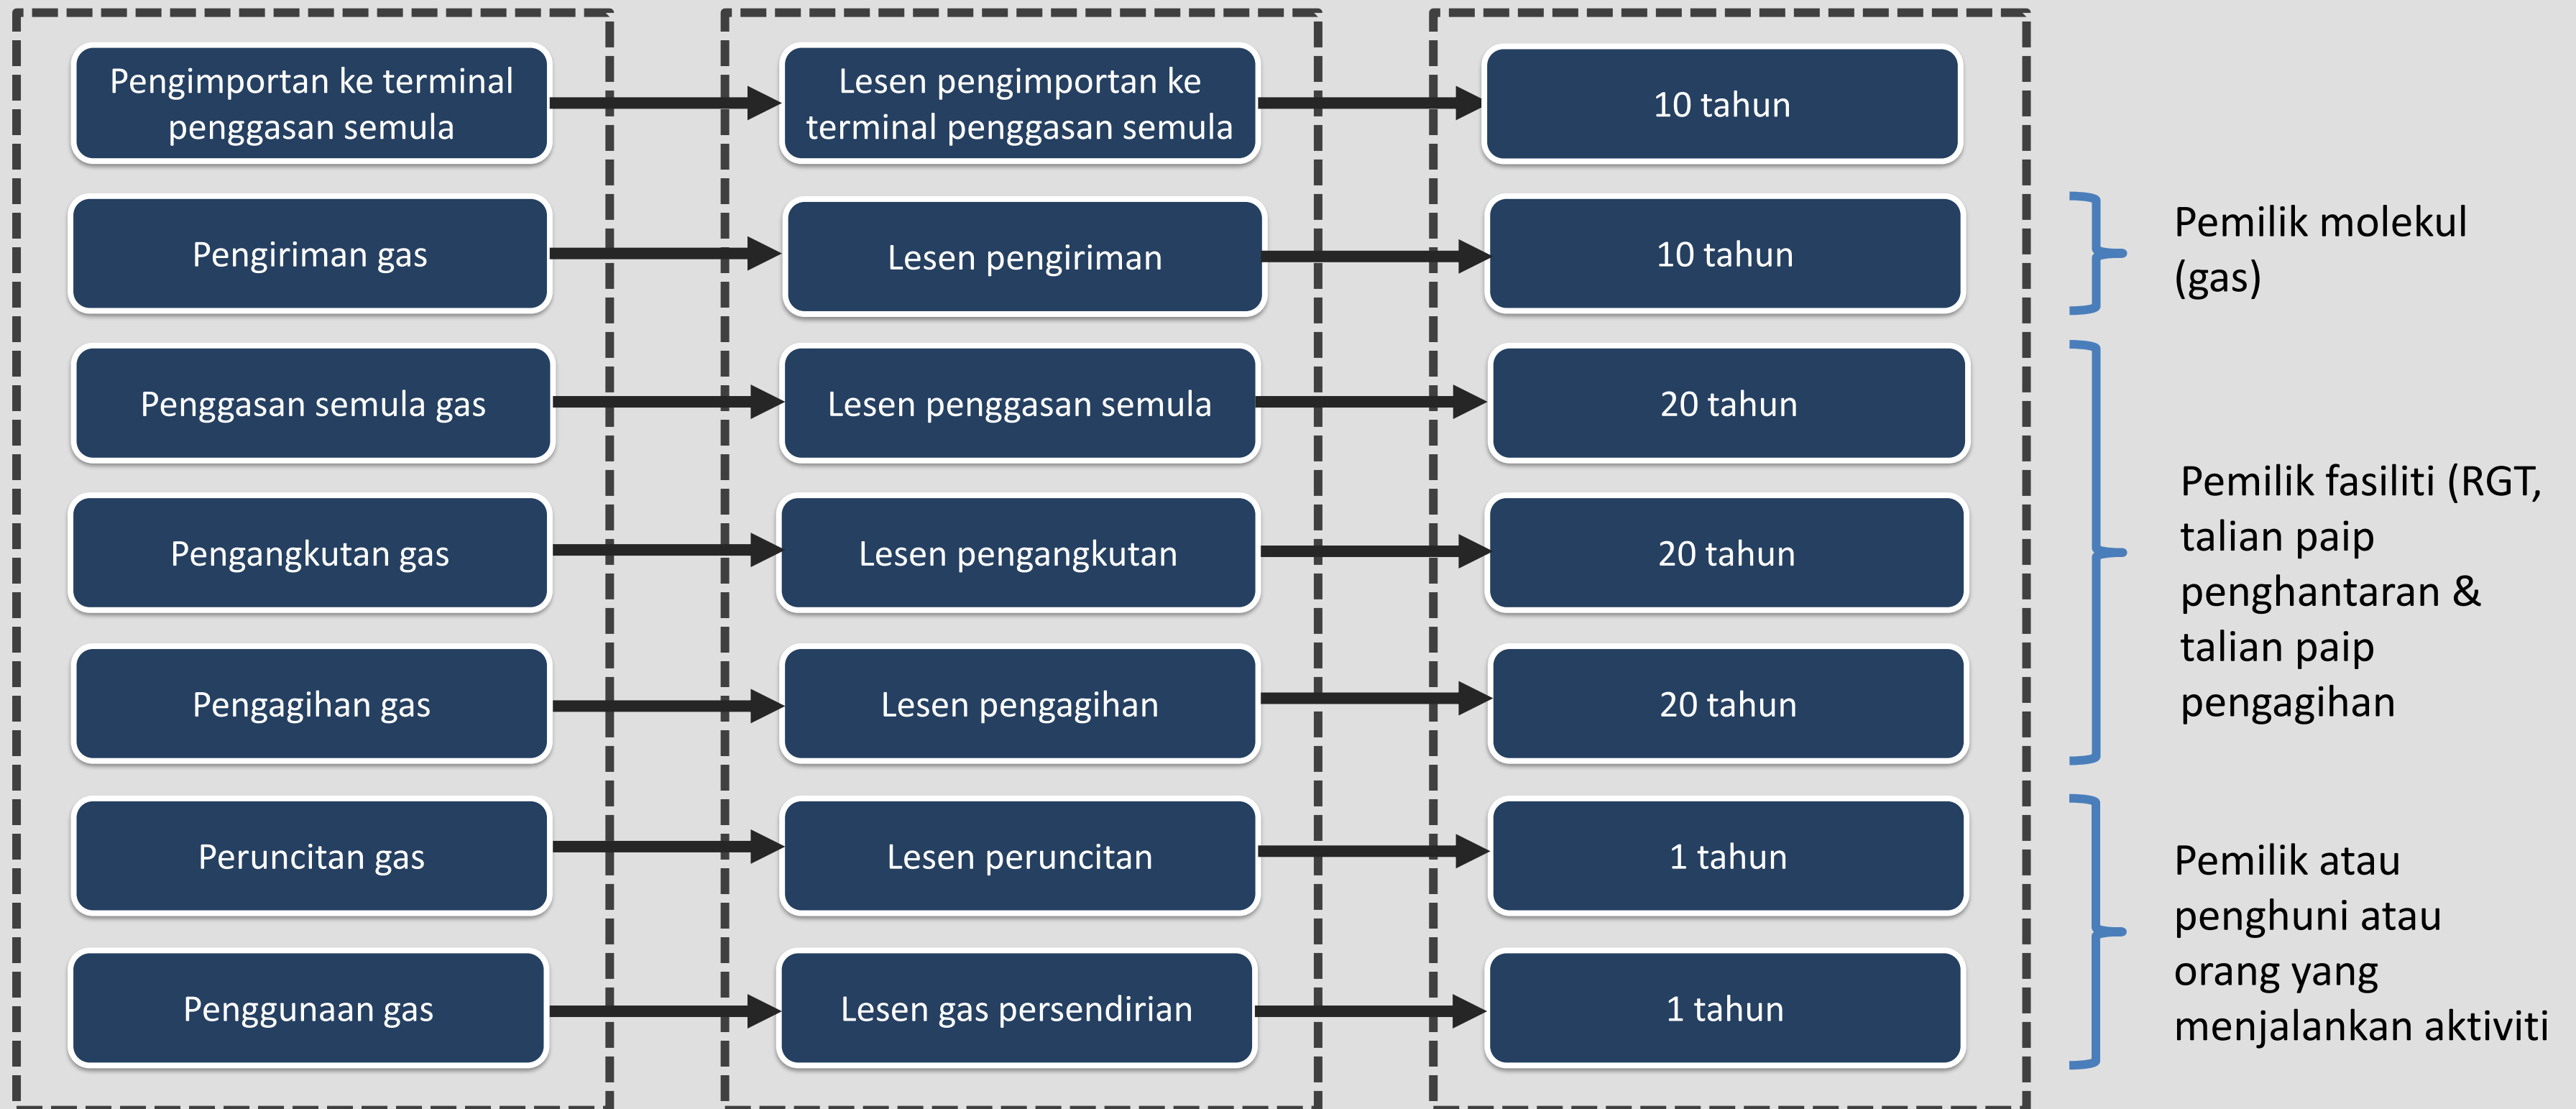 Pengimportan ke terminal
penggasan semula
Lesen pengimportan ke
terminal penggasan semula
10 tahun
Pengiriman gas
Lesen pengiriman
10 tahun
Pemilik molekul
(gas)
Penggasan semula gas
Lesen penggasan semula
20 tahun
Pengangkutan gas
Lesen pengangkutan
20 tahun
Pengagihan gas
Lesen pengagihan
20 tahun
Pemilik fasiliti (RGT,
talian paip
penghantaran &
talian paip
pengagihan
Peruncitan gas
Lesen peruncitan
1 tahun
Penggunaan gas
Lesen gas persendirian
1 tahun
Pemilik atau
penghuni atau
orang yang
menjalankan aktiviti